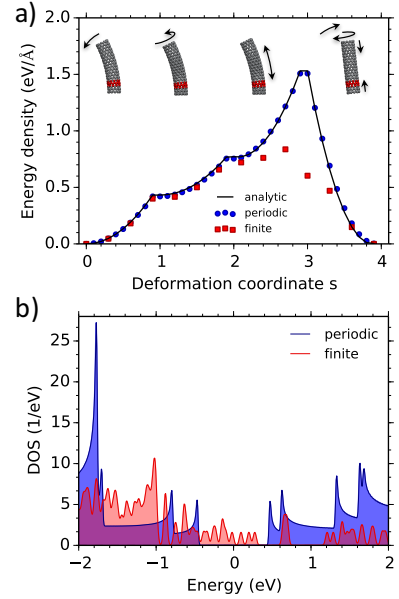 a)
Energy density (eV/Å)
2.0
1.5
1.0
0.5
0.0
analytic
periodic
finite
0 1 2 3 4
Deformation coordinate s
b)
DOS (1/eV)
25
20
15
10
5
0
periodic
finite
−2 −1 0 1 2
Energy (eV)